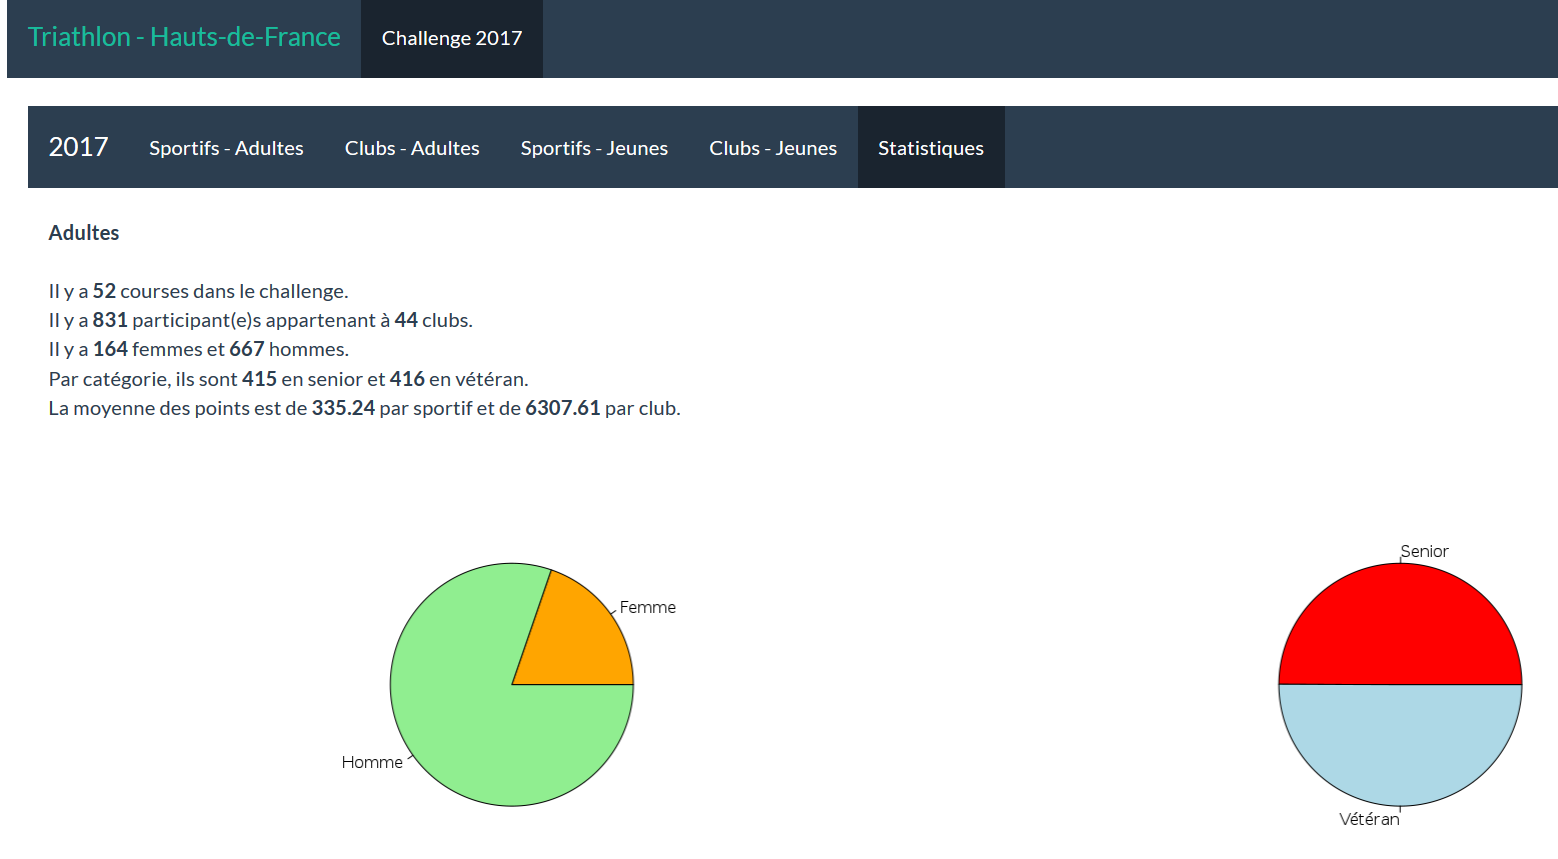 Triathlon - Hauts-de-France Challenge 2017
2017 Sportifs - Adultes Clubs - Adultes Sportifs - Jeunes Clubs - Jeunes Statistiques
Adultes
Il y a 52 courses dans le challenge.
Il y a 831 participant(e)s appartenant à 44 clubs.
Il y a 164 femmes et 667 hommes.
Par catégorie, ils sont 415 en senior et 416 en vétéran.
La moyenne des points est de 335.24 par sportif et de 6307.61 par club.
Femme
Homme
Senior
Vétéran